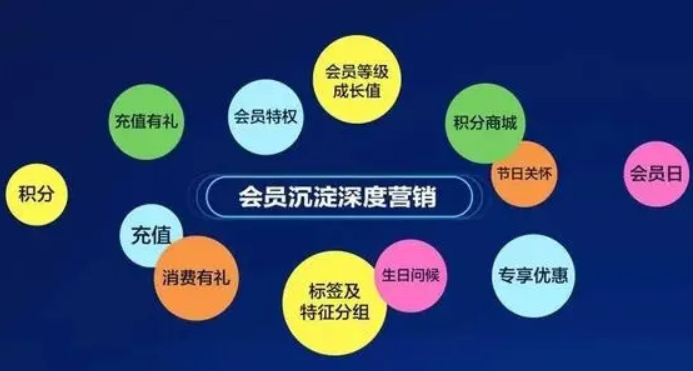 会员等级
成长值
充值有礼
会员特权
积分商城
节日关怀
会员日
积分
会员沉淀深度营销
充值
消费有礼
标签及
特征分组
生日问候
专享优惠